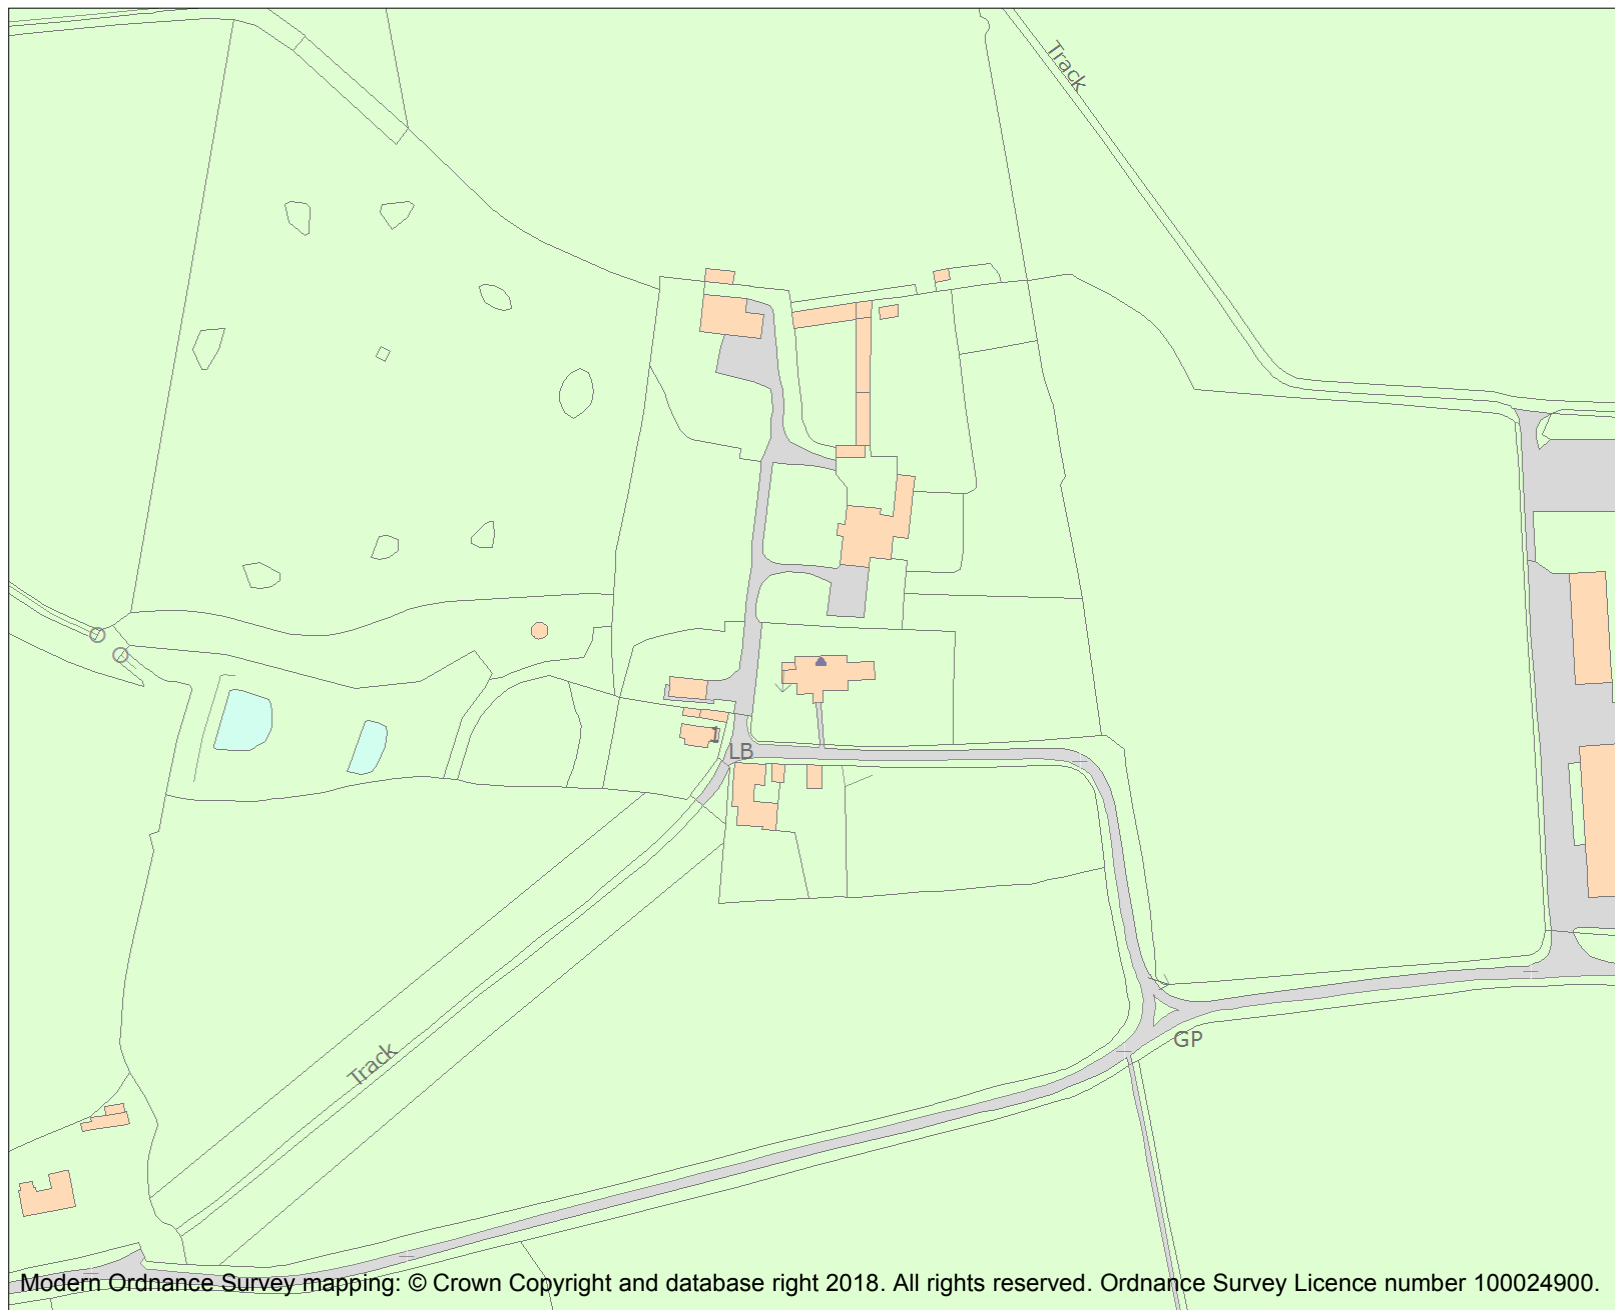 Track
1
LB
GP
Track
Modern Ordnance Survey mapping: © Crown Copyright and database right 2018. All rights reserved. Ordnance Survey Licence number 100024900.